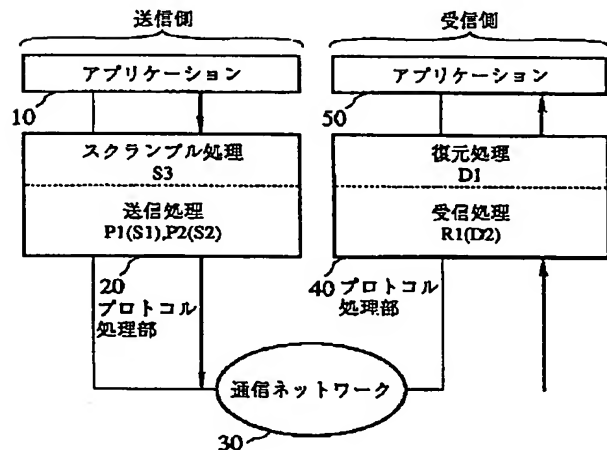 送信側
受信側
アプリケーション
アプリケーション
10
50
スクランブル処理
S3
復元処理
D1
送信処理
P1(S1),P2(S2)
受信処理
R1(D2)
20
プロトコル
処理部
40 プロトコル
処理部
通信ネットワーク
30